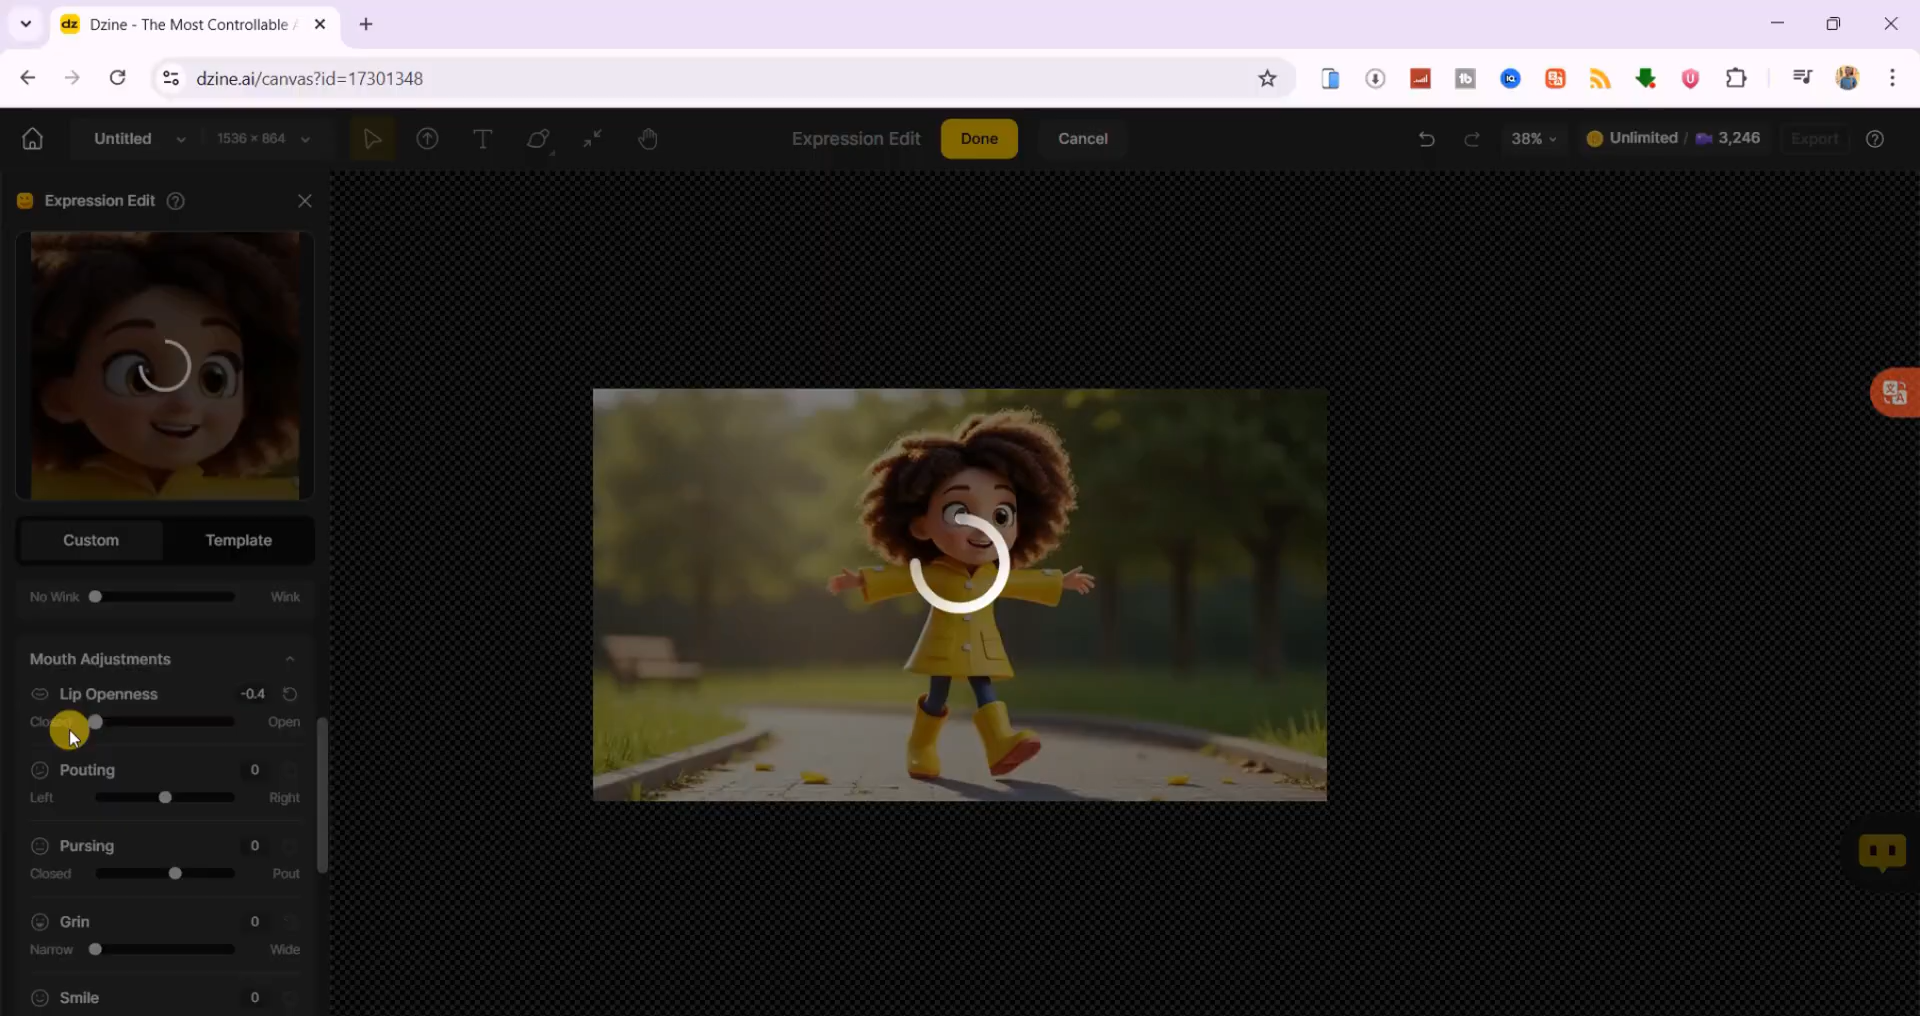 Dzine - The Most Controllable A
dzine.ai/canvas?id=17301348
Untitled
1536 × 864
Expression Edit
Done
Cancel
38%
Unlimited / 3,246
Export
Expression Edit
Custom
Template
No Wink
Wink
Mouth Adjustments
Lip Openness
-0.4
Closed
Open
Pouting
0
Left
Right
Pursing
0
Closed
Pout
Grin
0
Narrow
Wide
Smile
0